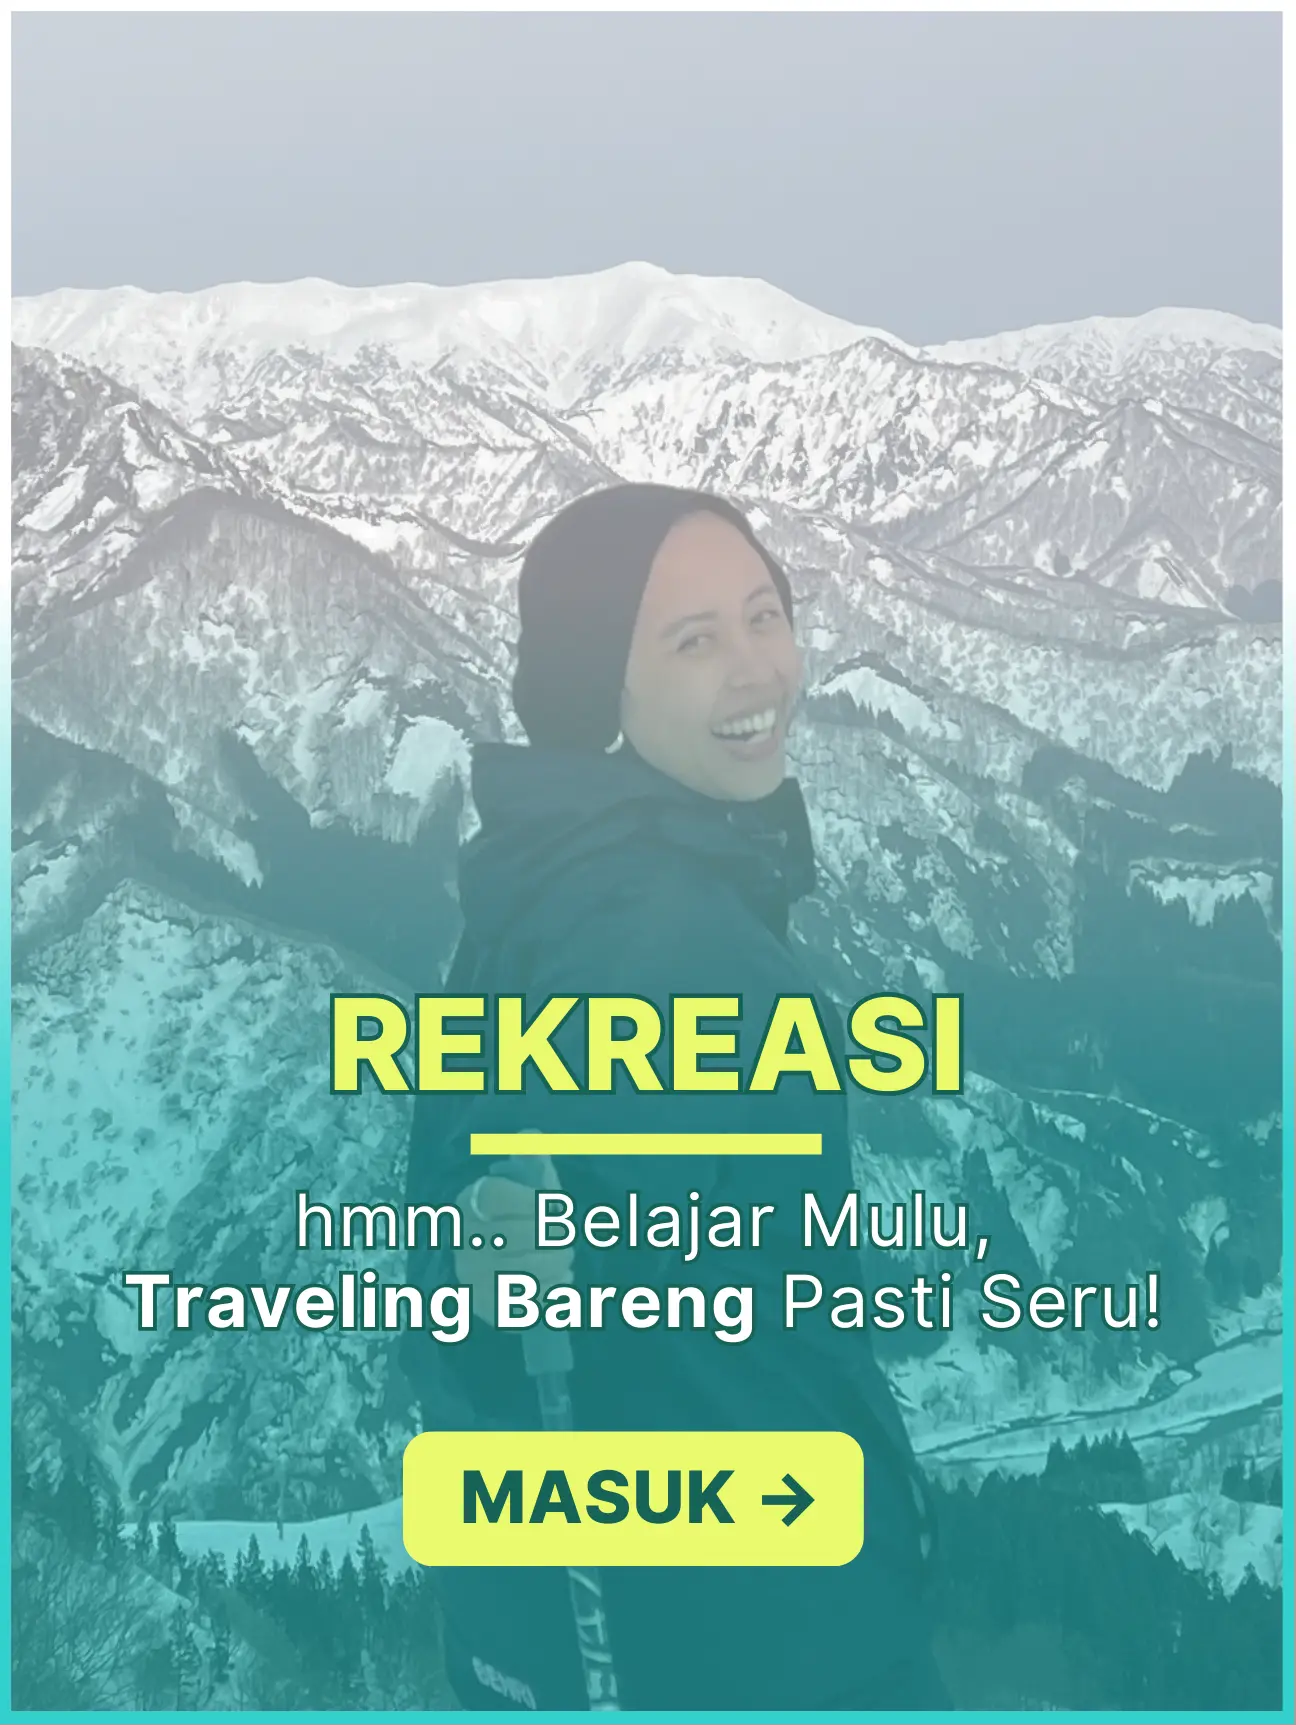 REKREASI
hmm.. Belajar Mulu,
Traveling Bareng Pasti Seru!
MASUK →